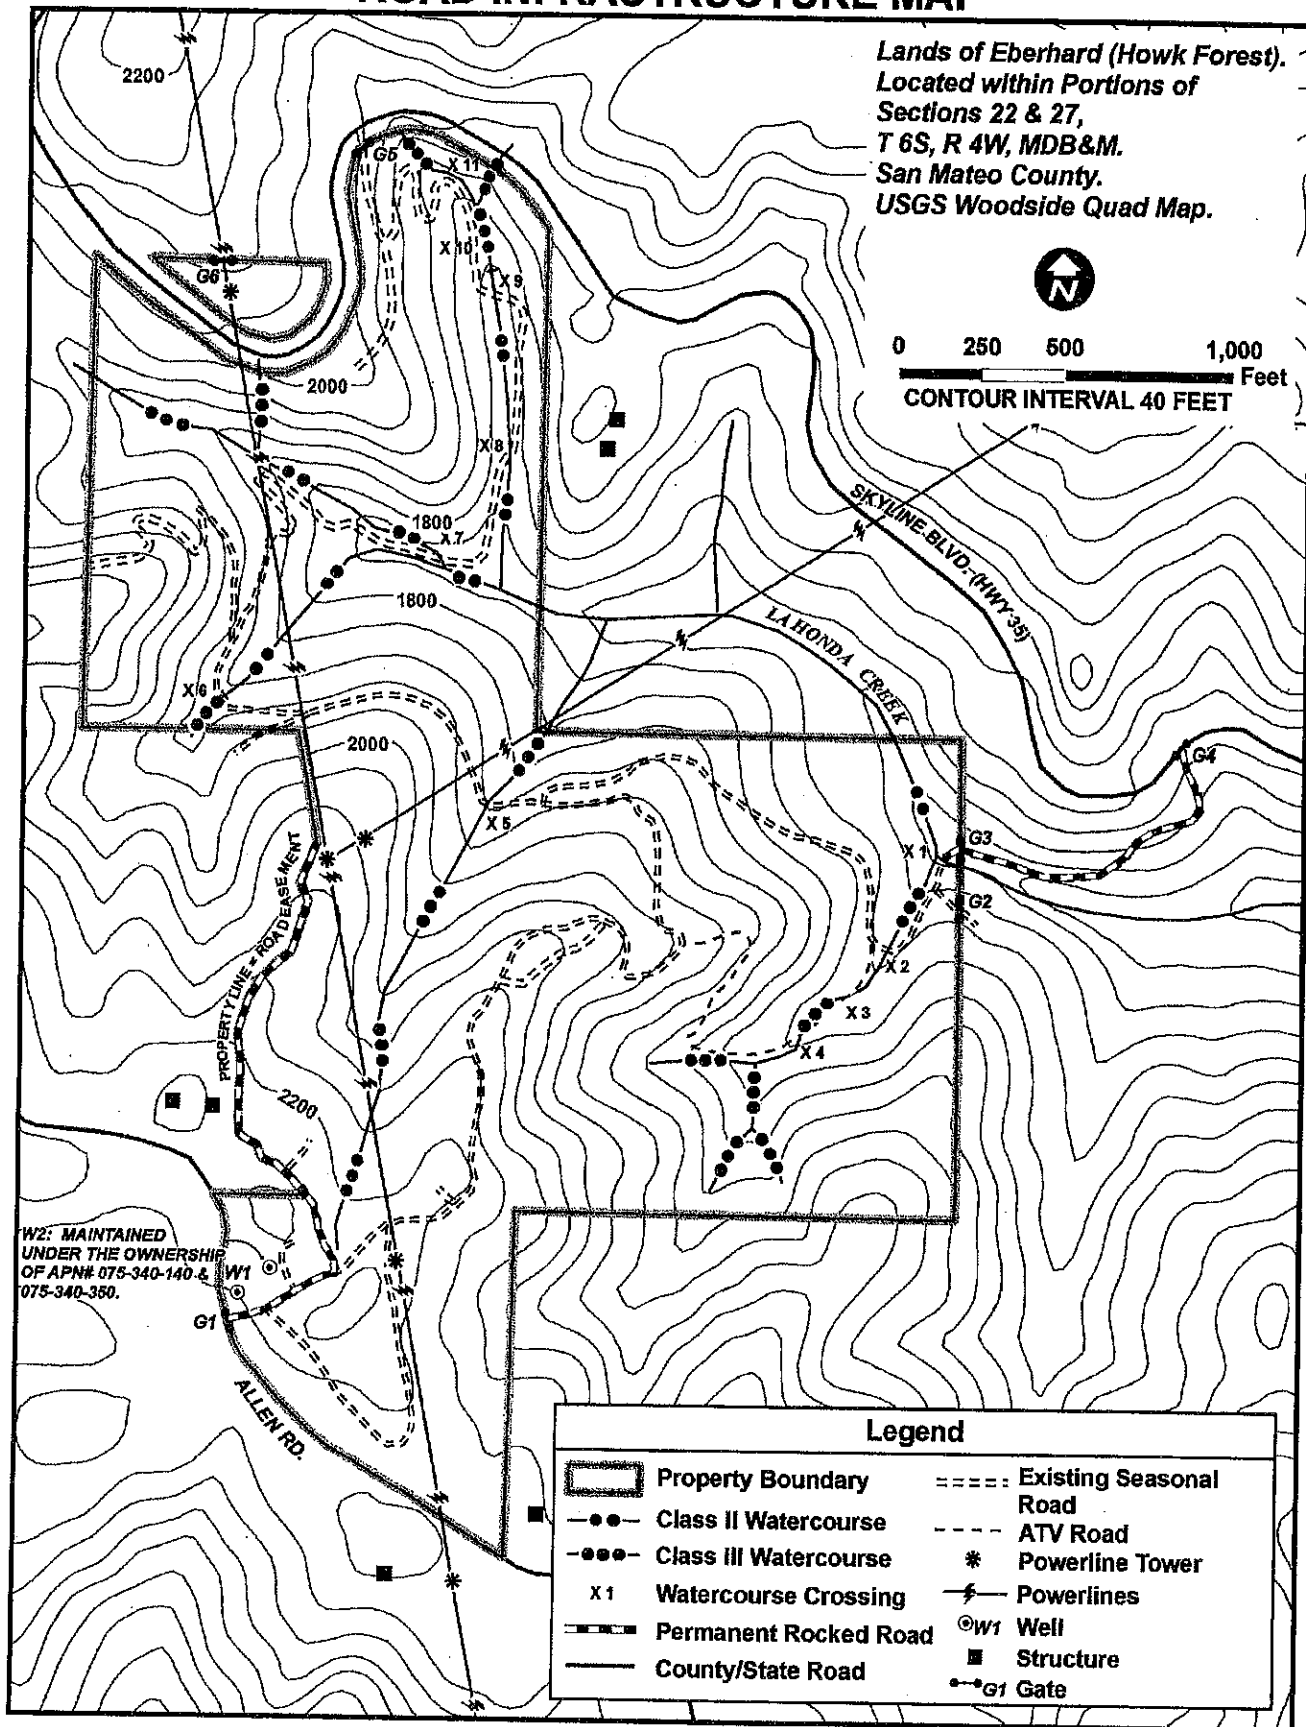 ROAD INFRASTRUCTURE MAP
Lands of Eberhard (Howk Forest).
Located within Portions of
Sections 22 & 27,
T 6S, R 4W, MDB&M.
San Mateo County.
USGS Woodside Quad Map.
N
0 250 500 1,000
Feet
CONTOUR INTERVAL 40 FEET
2200
G5
X 11
X 10
X 9
G6
2000
X 8
1800
X 7
1800
SKYLINE BLVD. (HWY 35)
LA HONDA CREEK
X 6
2000
X 5
G4
G3
X 1
G2
X 2
X 3
X 4
PROPERTY LINE = ROAD EASEMENT
2200
W2: MAINTAINED
UNDER THE OWNERSHIP
OF APN# 075-340-140 &
075-340-350.
W1
G1
ALLEN RD.
Legend
Property Boundary
Class II Watercourse
Class III Watercourse
X 1 Watercourse Crossing
Permanent Rocked Road
County/State Road
Existing Seasonal
Road
ATV Road
Powerline Tower
Powerlines
W1 Well
Structure
G1 Gate